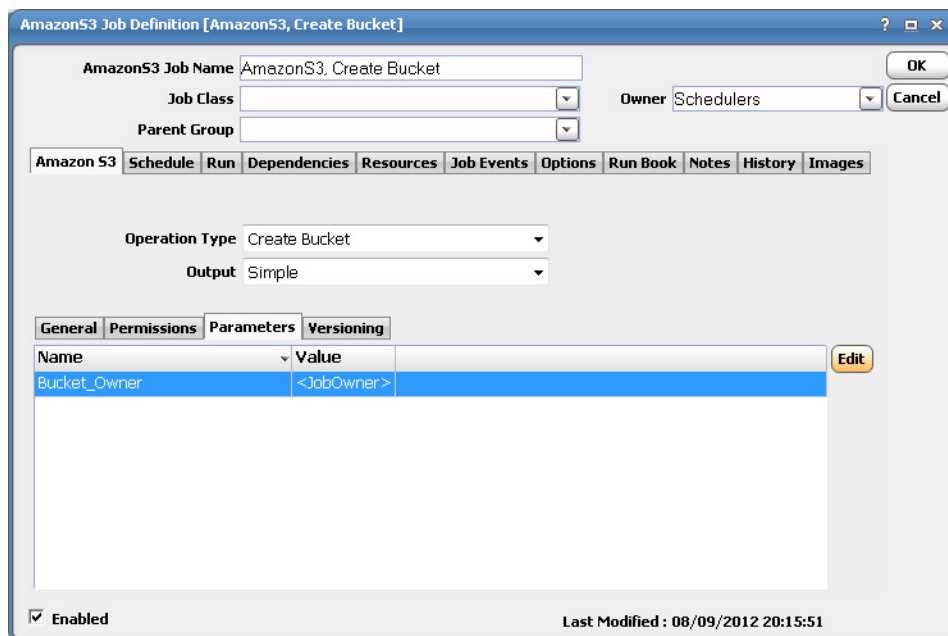 AmazonS3 Job Definition [AmazonS3, Create Bucket]
AmazonS3 Job Name AmazonS3, Create Bucket
OK
Job Class
Owner Schedulers
Cancel
Parent Group
Amazon S3 Schedule Run Dependencies Resources Job Events Options Run Book Notes History Images
Operation Type Create Bucket
Output Simple
General Permissions Parameters Versioning
Name Value
Edit
Bucket_Owner <JobOwner>
Enabled
Last Modified : 08/09/2012 20:15:51